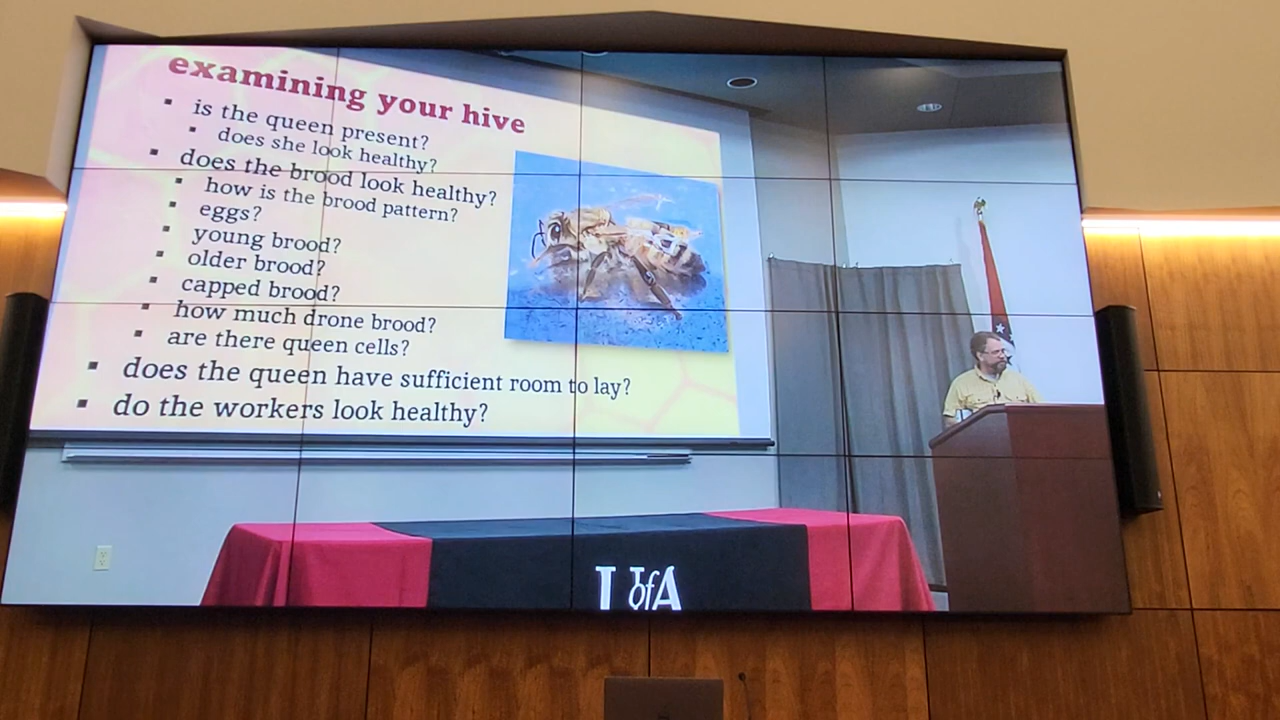 examining your hive
▪ is the queen present?
▪ does she look healthy?
▪ does the brood look healthy?
▪ how is the brood pattern?
▪ eggs?
▪ young brood?
▪ older brood?
▪ capped brood?
▪ how much drone brood?
▪ are there queen cells?
▪ does the queen have sufficient room to lay?
▪ do the workers look healthy?
U of A